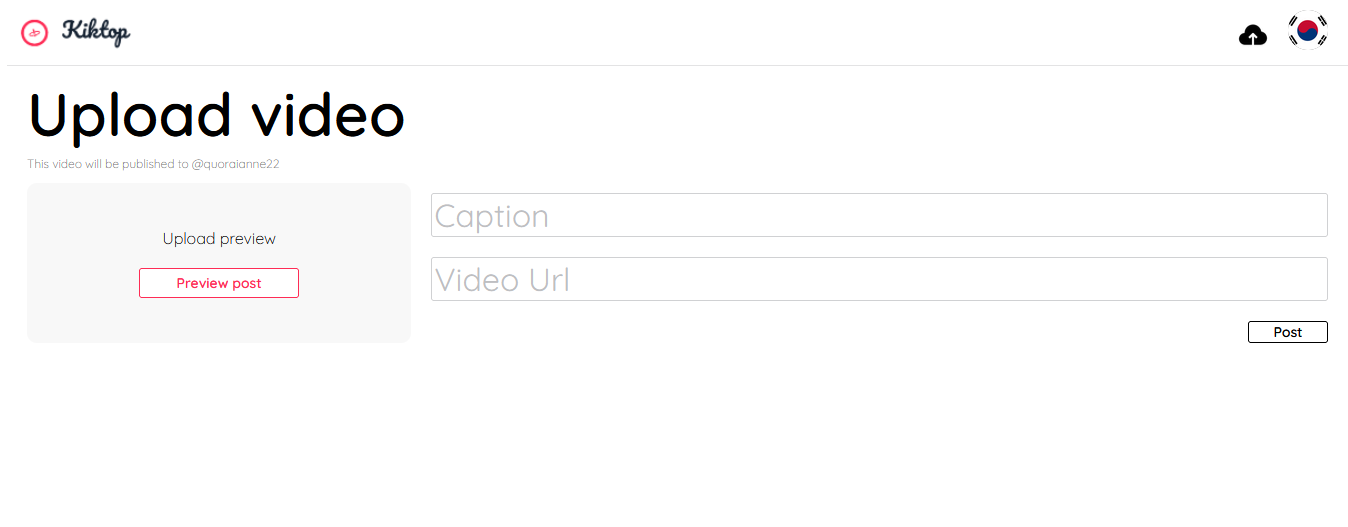 Kiktop
Upload video
This video will be published to @quoraianne22
Upload preview
Preview post
Caption
Video Url
Post